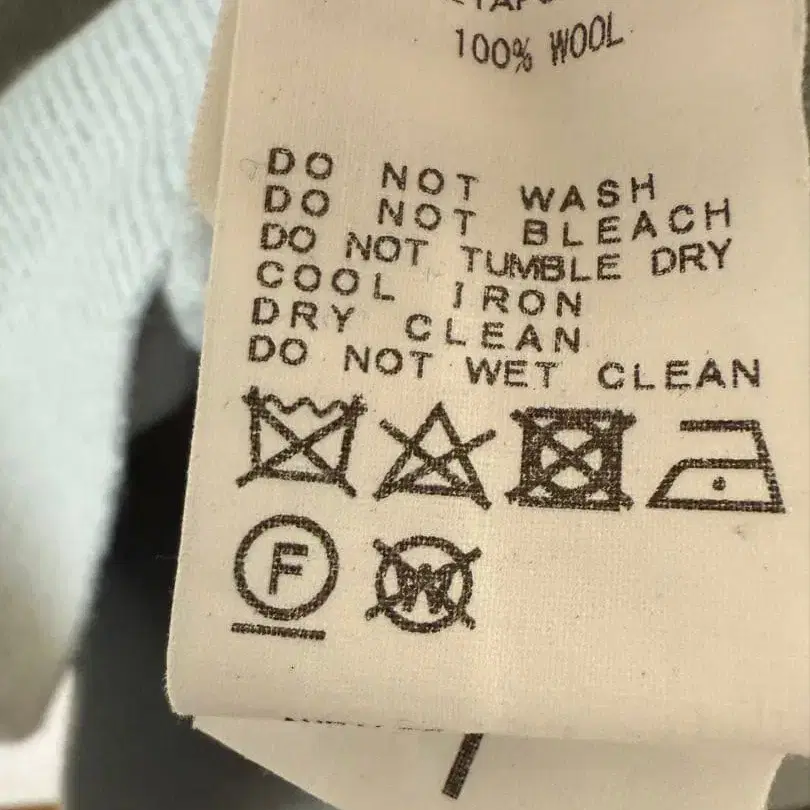 100% WOOL
DO NOT WASH
DO NOT BLEACH
DO NOT TUMBLE DRY
COOL IRON
DRY CLEAN
DO NOT WET CLEAN
F W